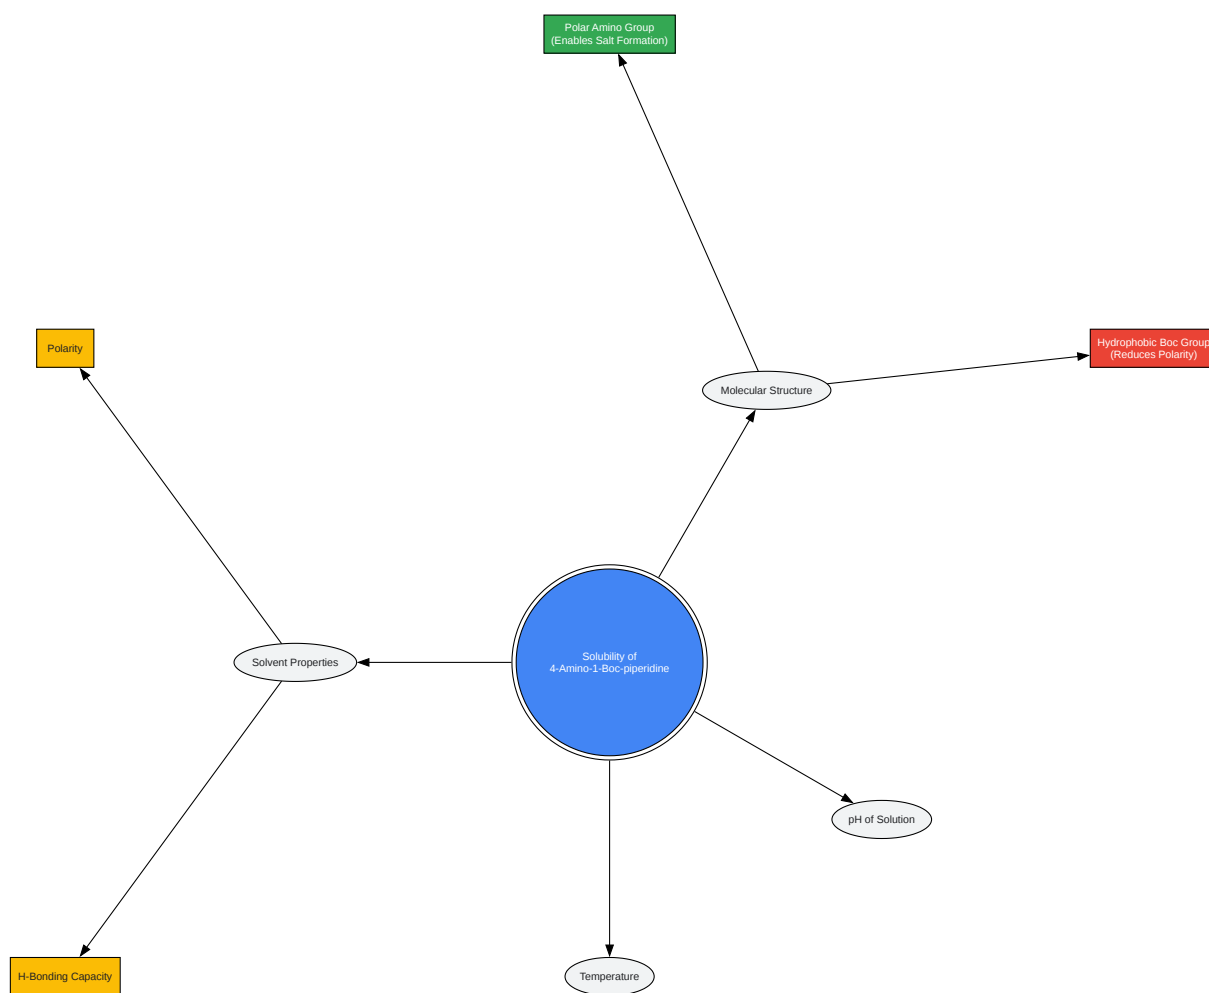 Polar Amino Group
(Enables Salt Formation)
Polarity
Hydrophobic Boc Group
(Reduces Polarity)
Molecular Structure
Solvent Properties
Solubility of
4-Amino-1-Boc-piperidine
pH of Solution
H-Bonding Capacity
Temperature